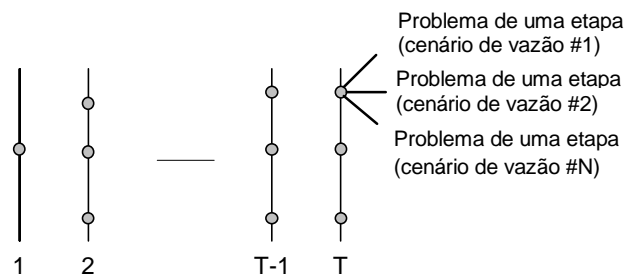 Problema de uma etapa
(cenário de vazão #1)
Problema de uma etapa
(cenário de vazão #2)
Problema de uma etapa
(cenário de vazão #N)
1 2 T-1 T